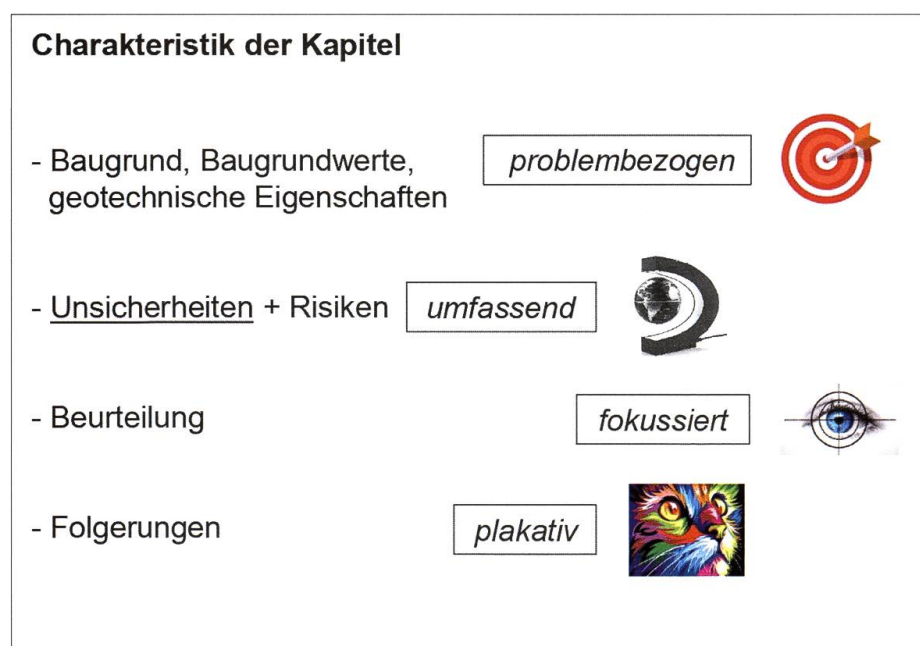 Charakteristik der Kapitel
- Baugrund, Baugrundwerte, problembezogen
geotechnische Eigenschaften
- Unsicherheiten + Risiken umfassend
- Beurteilung fokussiert
- Folgerungen plakativ